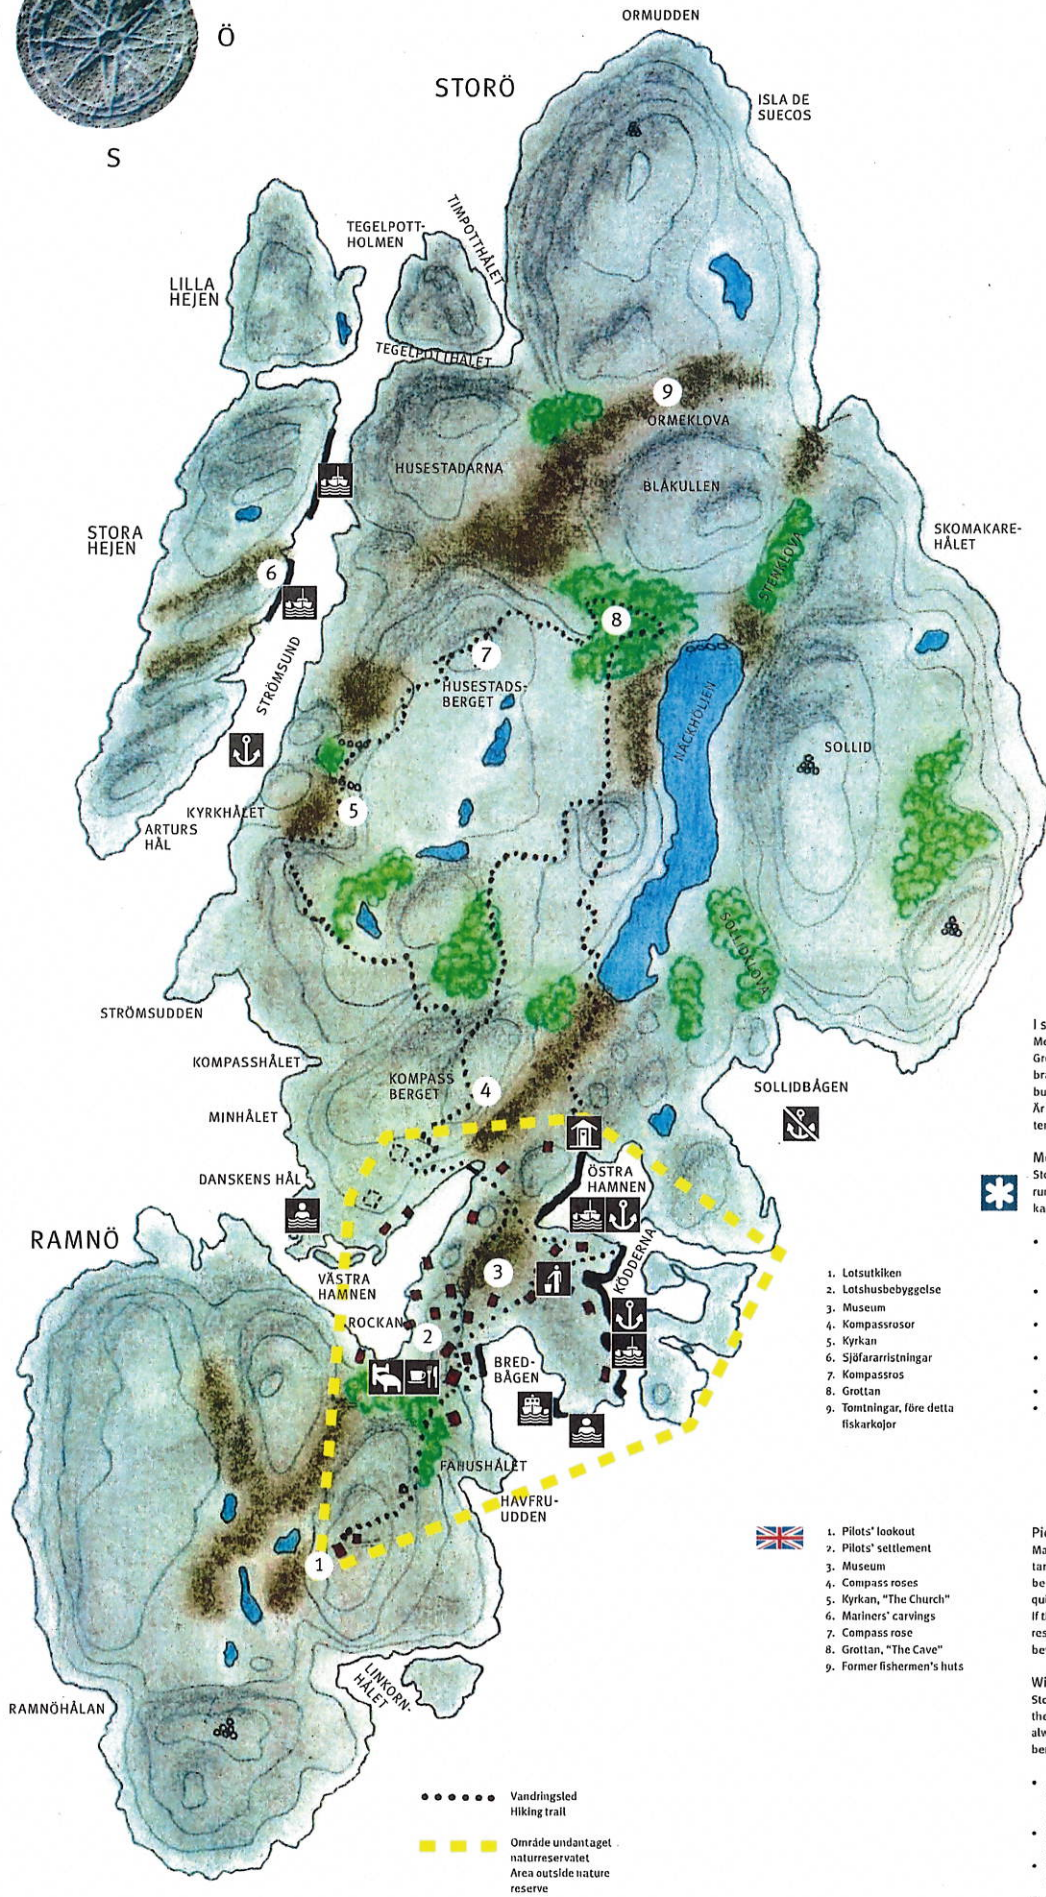 Ö
S
ORMUDDEN
STORÖ
ISLA DE
SUECOS
TIMPOTTHÅLET
TEGELPOTT-
HOLMEN
LILLA
HEJEN
TEGELPOTTHÅLET
9
ORMEKLOVA
HUSESTADARNA
BLÅKULLEN
STORA
HEJEN
SKOMAKARE-
HÅLET
STENKLOVA
6
8
STRÖMSUND
7
HUSESTADS-
BERGET
NÄCKHÖLJEN
SOLLID
KYRKHÅLET
5
ARTURS
HÅL
SOLLIDKLOVA
STRÖMSUDDEN
KOMPASSHÅLET
KOMPASS
BERGET
4
SOLLIDBÅGEN
MINHÅLET
DANSKENS HÅL
ÖSTRA
HAMNEN
RAMNÖ
KÖDDERNA
3
VÄSTRA
HAMNEN
ROCKAN
2
BRED-
BÅGEN
FAHUSHÅLET
HAVFRU-
UDDEN
1
LINKORN-
HÅLET
RAMNÖHÅLAN
Vandringsled
Hiking trail
Område undantaget
naturreservatet
Area outside nature
reserve
1. Lotsutkiken
2. Lotshusbebyggelse
3. Museum
4. Kompassrosor
5. Kyrkan
6. Sjöfararristningar
7. Kompassros
8. Grottan
9. Tomtningar, före detta
fiskarkojor
1. Pilots' lookout
2. Pilots' settlement
3. Museum
4. Compass roses
5. Kyrkan, "The Church"
6. Mariners' carvings
7. Compass rose
8. Grottan, "The Cave"
9. Former fishermen's huts